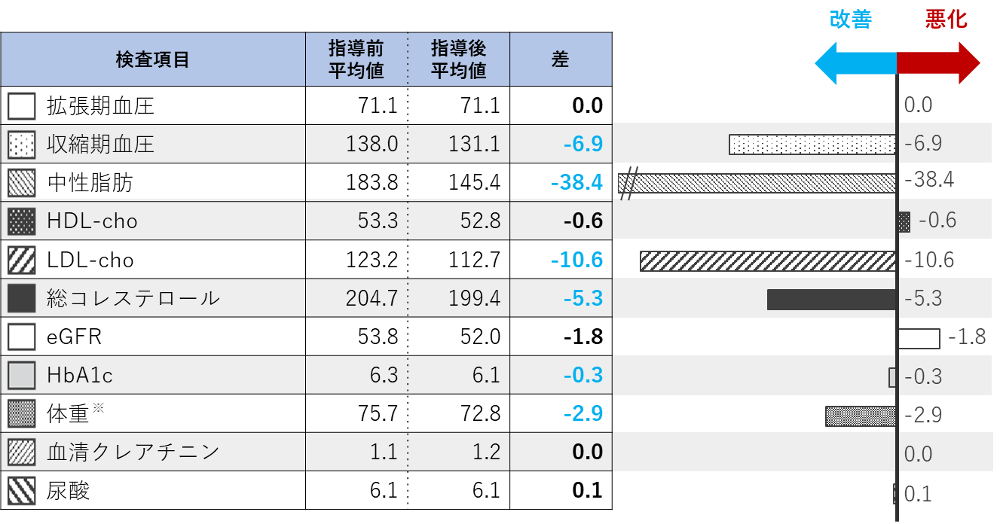 改善 悪化
検査項目 指導前平均値 指導後平均値 差
拡張期血圧 71.1 71.1 0.0 0.0
収縮期血圧 138.0 131.1 -6.9 -6.9
中性脂肪 183.8 145.4 -38.4 -38.4
HDL-cho 53.3 52.8 -0.6 -0.6
LDL-cho 123.2 112.7 -10.6 -10.6
総コレステロール 204.7 199.4 -5.3 -5.3
eGFR 53.8 52.0 -1.8 -1.8
HbA1c 6.3 6.1 -0.3 -0.3
体重※ 75.7 72.8 -2.9 -2.9
血清クレアチニン 1.1 1.2 0.0 0.0
尿酸 6.1 6.1 0.1 0.1